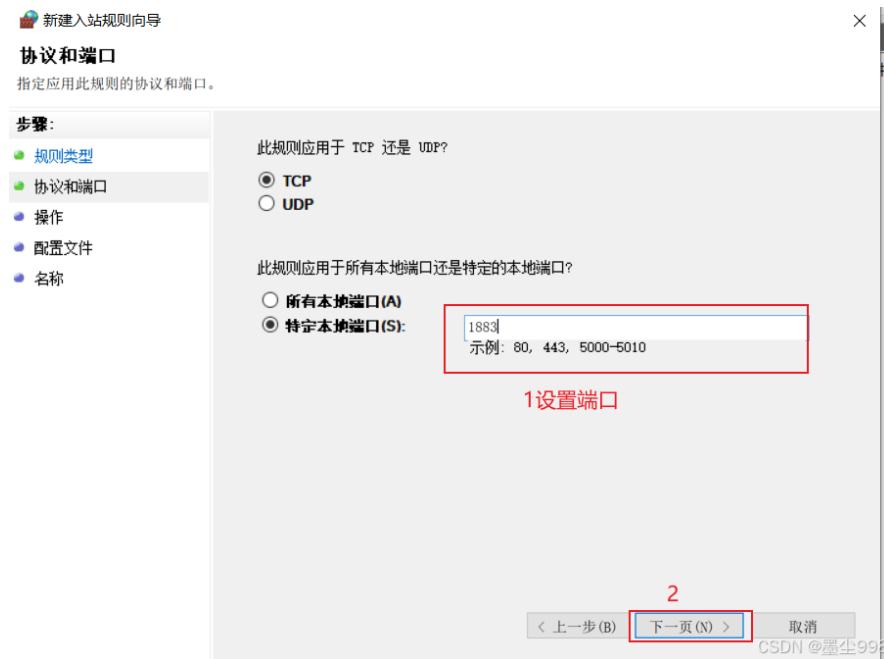 新建入站规则向导
协议和端口
指定应用此规则的协议和端口。
步骤:
规则类型
协议和端口
操作
配置文件
名称
此规则应用于 TCP 还是 UDP?
TCP
UDP
此规则应用于所有本地端口还是特定的本地端口?
所有本地端口(A)
特定本地端口(S):
1883
示例: 80, 443, 5000-5010
1设置端口
2
< 上一步(B)
下一页(N) >
取消
CSDN @墨尘998